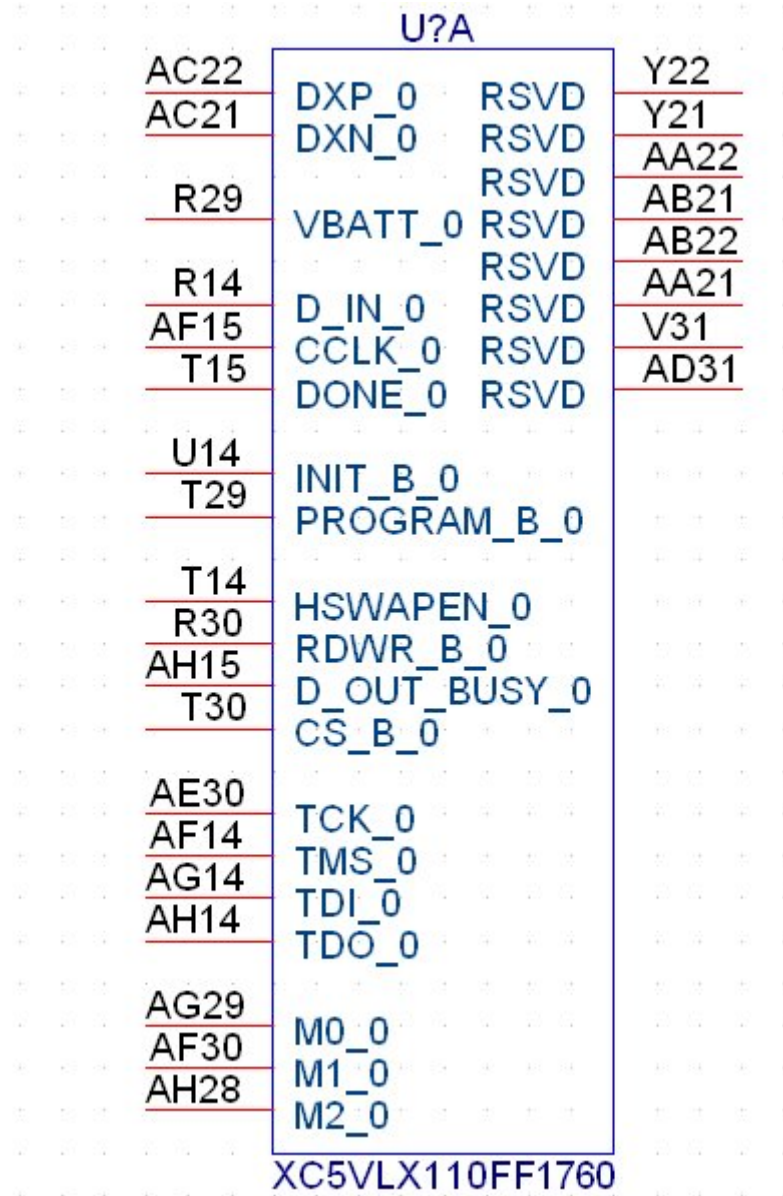 U?A
AC22 DXP_0 RSVD Y22
AC21 DXN_0 RSVD Y21
RSVD AA22
R29 VBATT_0 RSVD AB21
RSVD AB22
R14 D_IN_0 RSVD AA21
AF15 CCLK_0 RSVD V31
T15 DONE_0 RSVD AD31
U14 INIT_B_0
T29 PROGRAM_B_0
T14 HSWAPEN_0
R30 RDWR_B_0
AH15 D_OUT_BUSY_0
T30 CS_B_0
AE30 TCK_0
AF14 TMS_0
AG14 TDI_0
AH14 TDO_0
AG29 M0_0
AF30 M1_0
AH28 M2_0
XC5VLX110FF1760